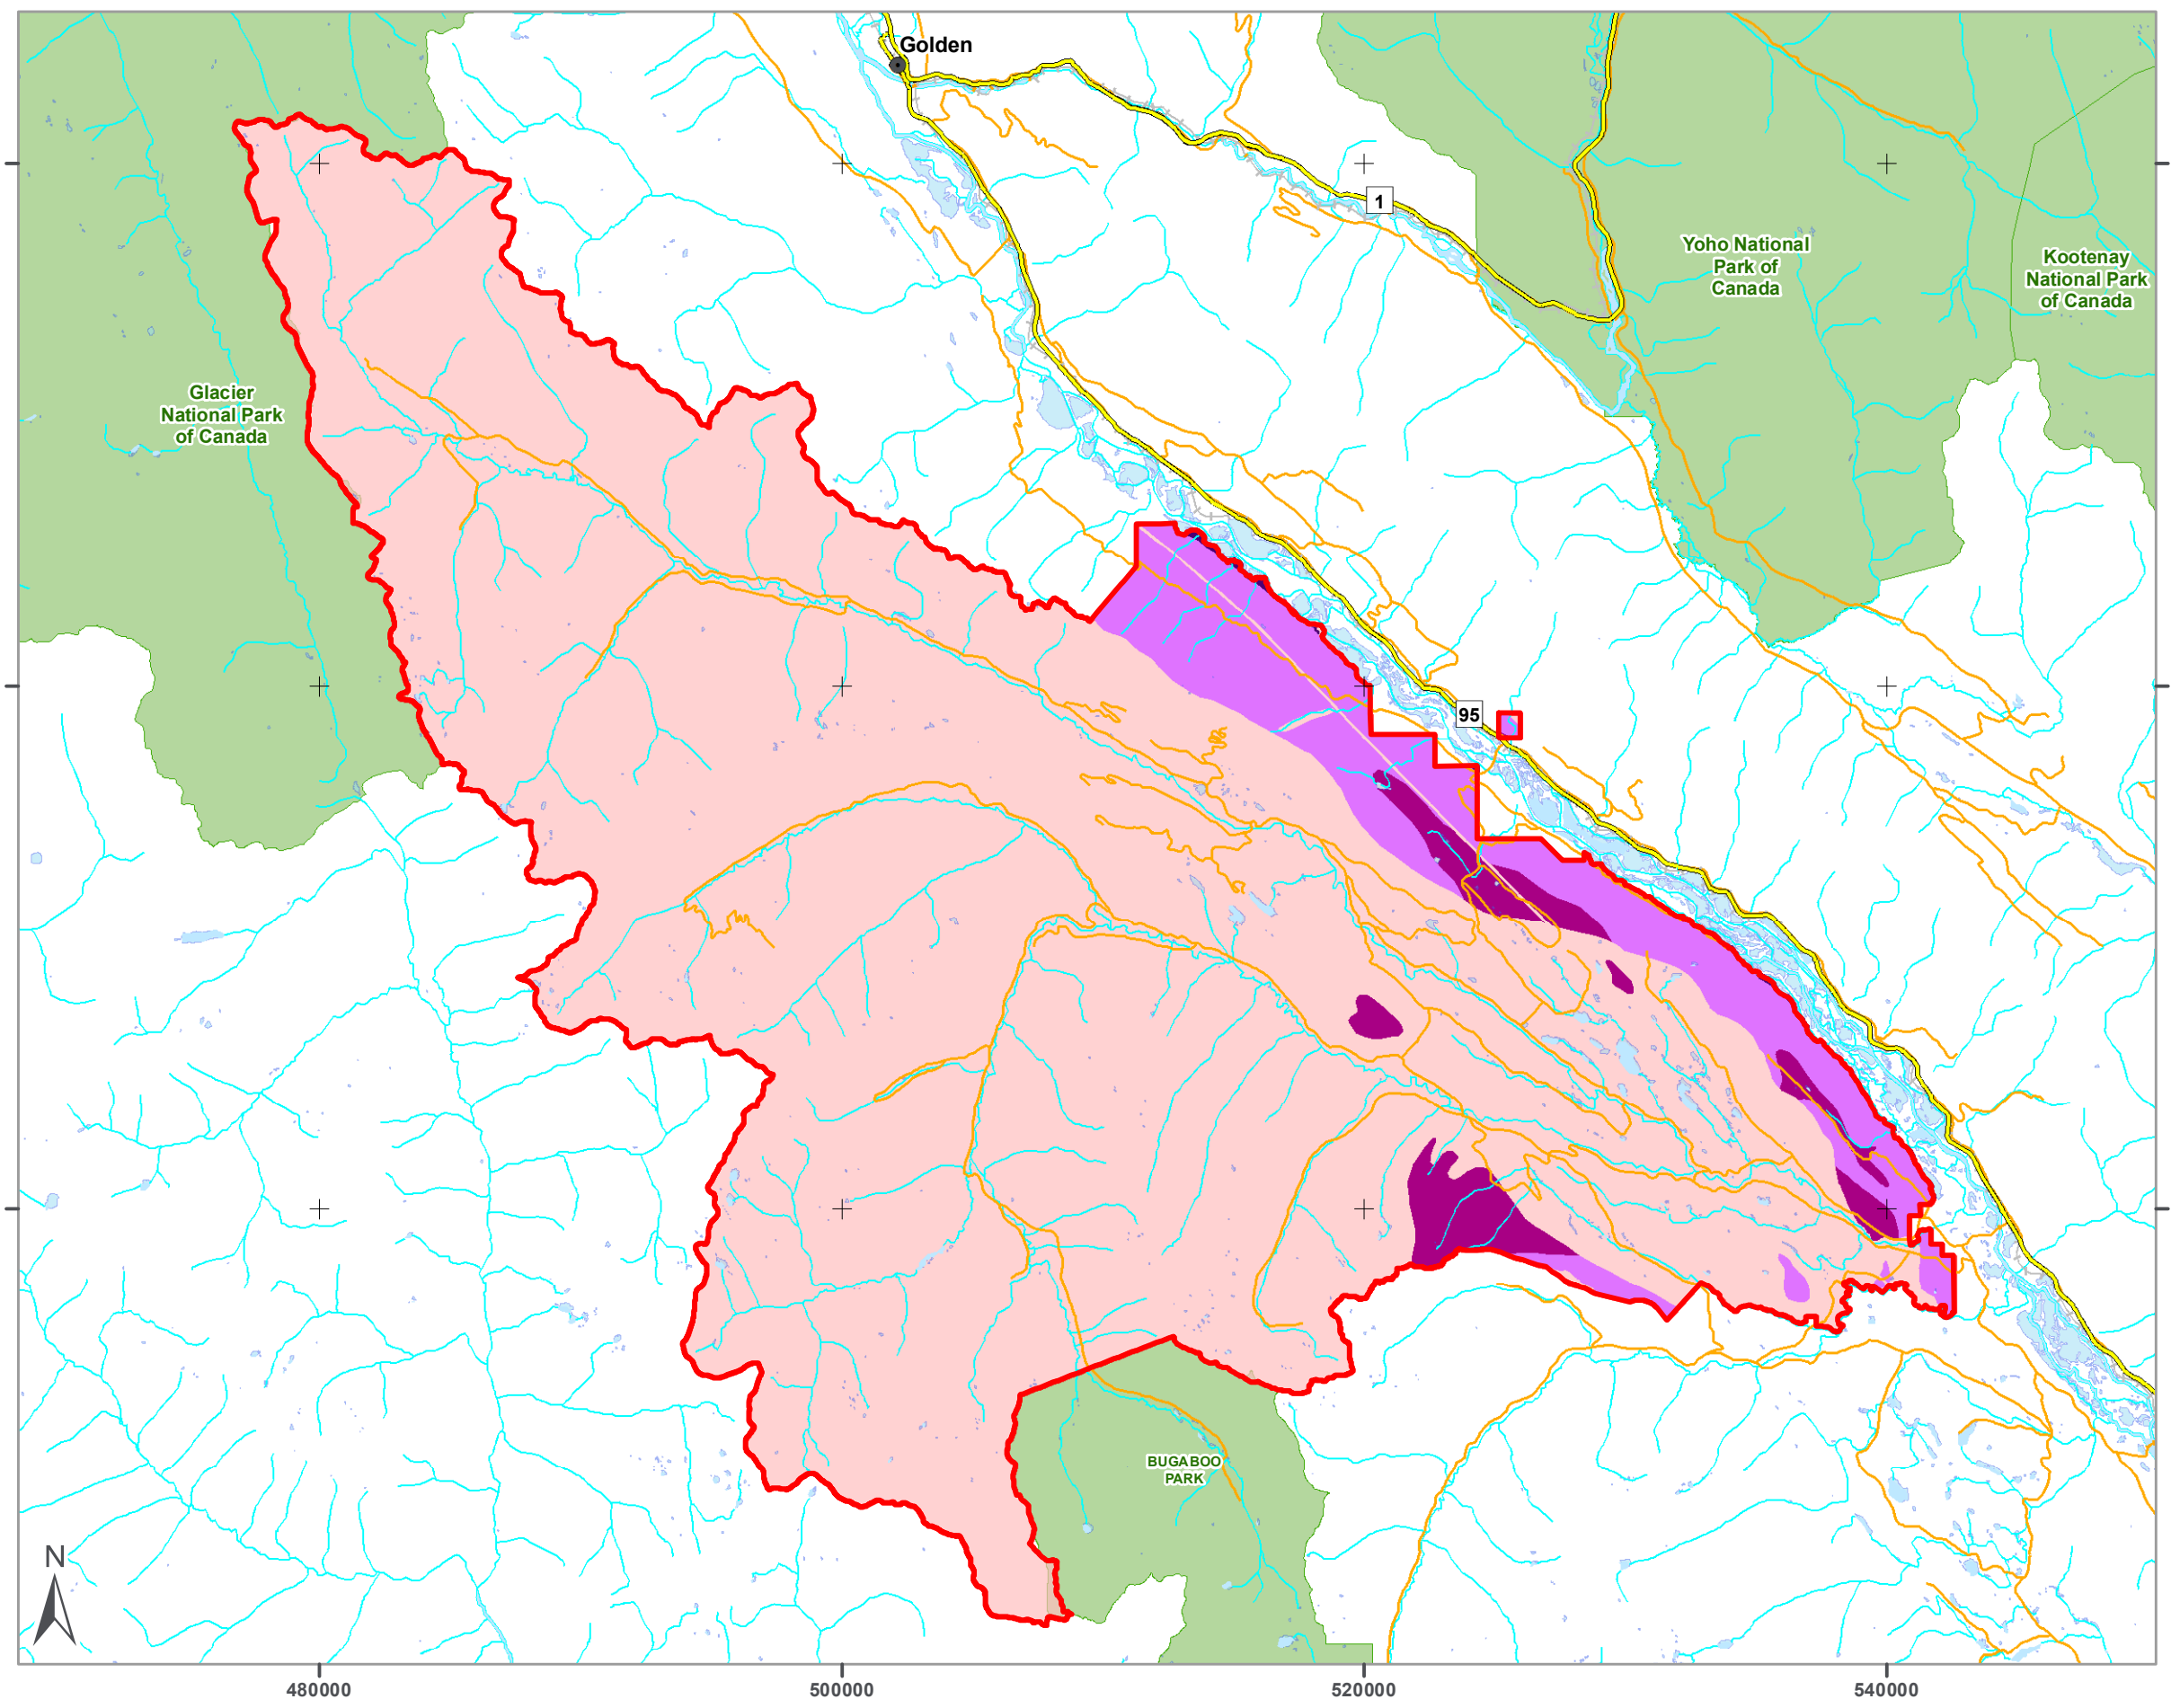 Golden
1
Yoho National
Park of
Canada
Kootenay
National Park
of Canada
Glacier
National Park
of Canada
95
BUGABOO
PARK
N
480000
500000
520000
540000